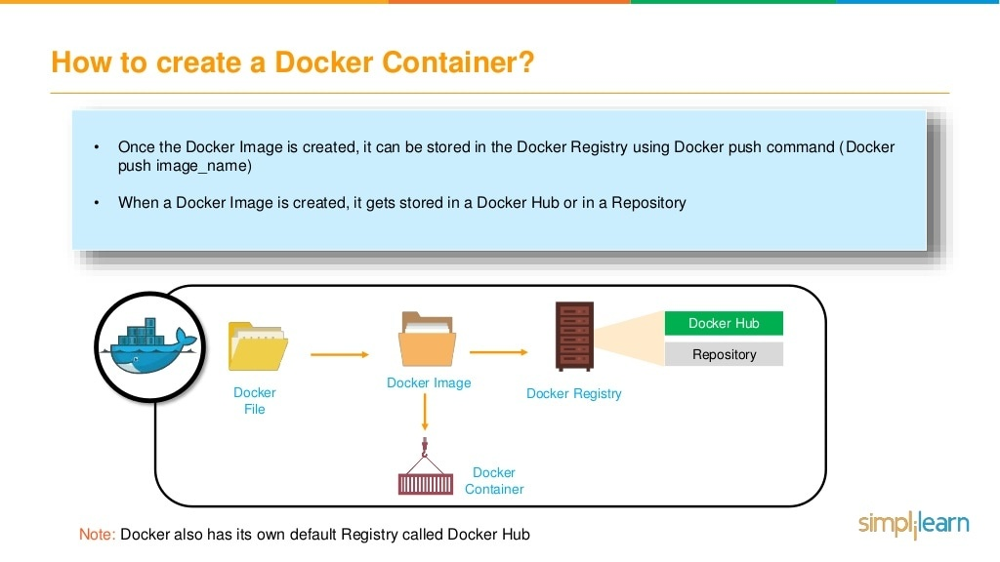 How to create a Docker Container?
• Once the Docker Image is created, it can be stored in the Docker Registry using Docker push command (Docker
push image_name)
• When a Docker Image is created, it gets stored in a Docker Hub or in a Repository
Docker Hub
Repository
Docker
File
Docker Image
Docker Registry
Docker
Container
Note: Docker also has its own default Registry called Docker Hub
simplilearn